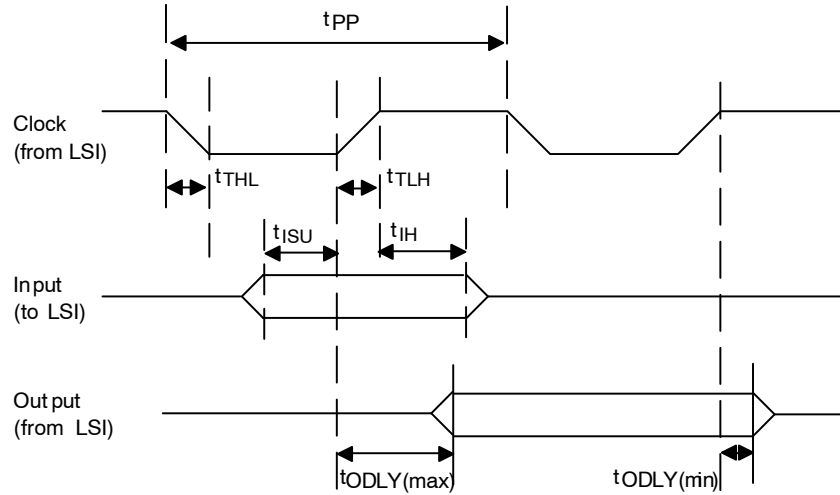 tPP
Clock
(from LSI)
tTHL
tTLH
tISU
tIH
Input
(to LSI)
Output
(from LSI)
tODLY(max)
tODLY(min)